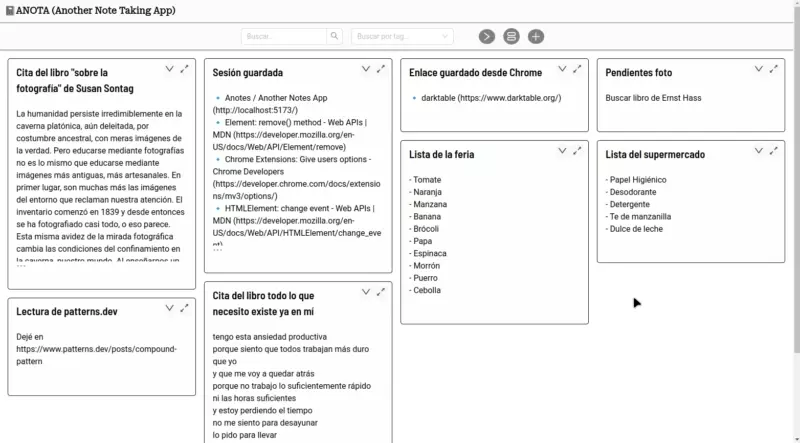 ANOTA (Another Note Taking App)
Buscar...
Buscar por tag...
Cita del libro "sobre la
fotografía" de Susan Sontag
La humanidad persiste irredimiblemente en la
caverna platónica, aún deleitada, por
costumbre ancestral, con meras imágenes de
la verdad. Pero educarse mediante fotografías
no es lo mismo que educarse mediante
imágenes más antiguas, más artesanales. En
primer lugar, son muchas más las imágenes
del entorno que reclaman nuestra atención. El
inventario comenzó en 1839 y desde entonces
se ha fotografiado casi todo, o eso parece.
Esta misma avidez de la mirada fotográfica
cambia las condiciones del confinamiento en
la caverna, nuestro mundo. Al enseñarnos un
...
Lectura de patterns.dev
Dejé en
https://www.patterns.dev/posts/compound-
pattern
Sesión guardada
Anotes / Another Notes App
(http://localhost:5173/)
Element: remove() method - Web APIs |
MDN (https://developer.mozilla.org/en-
US/docs/Web/API/Element/remove)
Chrome Extensions: Give users options -
Chrome Developers
(https://developer.chrome.com/docs/extensio
ns/mv3/options/)
HTMLElement: change event - Web APIs |
MDN (https://developer.mozilla.org/en-
US/docs/Web/API/HTMLElement/change_eve
nt)
...
Cita del libro todo lo que
necesito existe ya en mí
tengo esta ansiedad productiva
porque siento que todos trabajan más duro
que yo
y que me voy a quedar atrás
porque no trabajo lo suficientemente rápido
ni las horas suficientes
y estoy perdiendo el tiempo
no me siento para desayunar
lo pido para llevar
Enlace guardado desde Chrome
darktable (https://www.darktable.org/)
Lista de la feria
- Tomate
- Naranja
- Manzana
- Banana
- Brócoli
- Papa
- Espinaca
- Morrón
- Puerro
- Cebolla
Pendientes foto
Buscar libro de Ernst Hass
Lista del supermercado
- Papel Higiénico
- Desodorante
- Detergente
- Te de manzanilla
- Dulce de leche